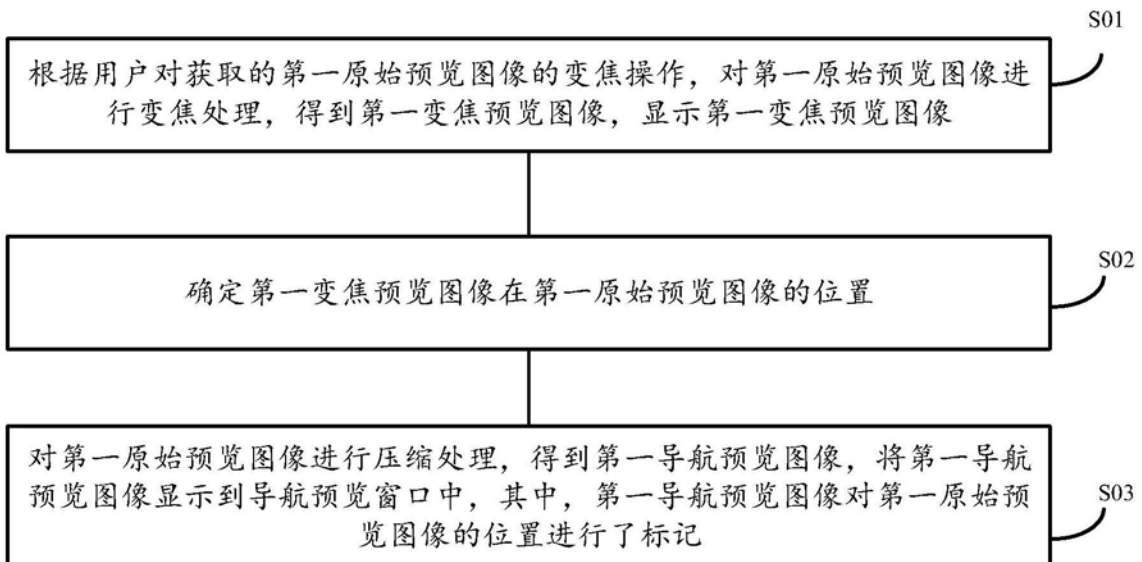 S01
根据用户对获取的第一原始预览图像的变焦操作，对第一原始预览图像进
行变焦处理，得到第一变焦预览图像，显示第一变焦预览图像
S02
确定第一变焦预览图像在第一原始预览图像的位置
对第一原始预览图像进行压缩处理，得到第一导航预览图像，将第一导航
预览图像显示到导航预览窗口中，其中，第一导航预览图像对第一原始预
览图像的位置进行了标记
S03